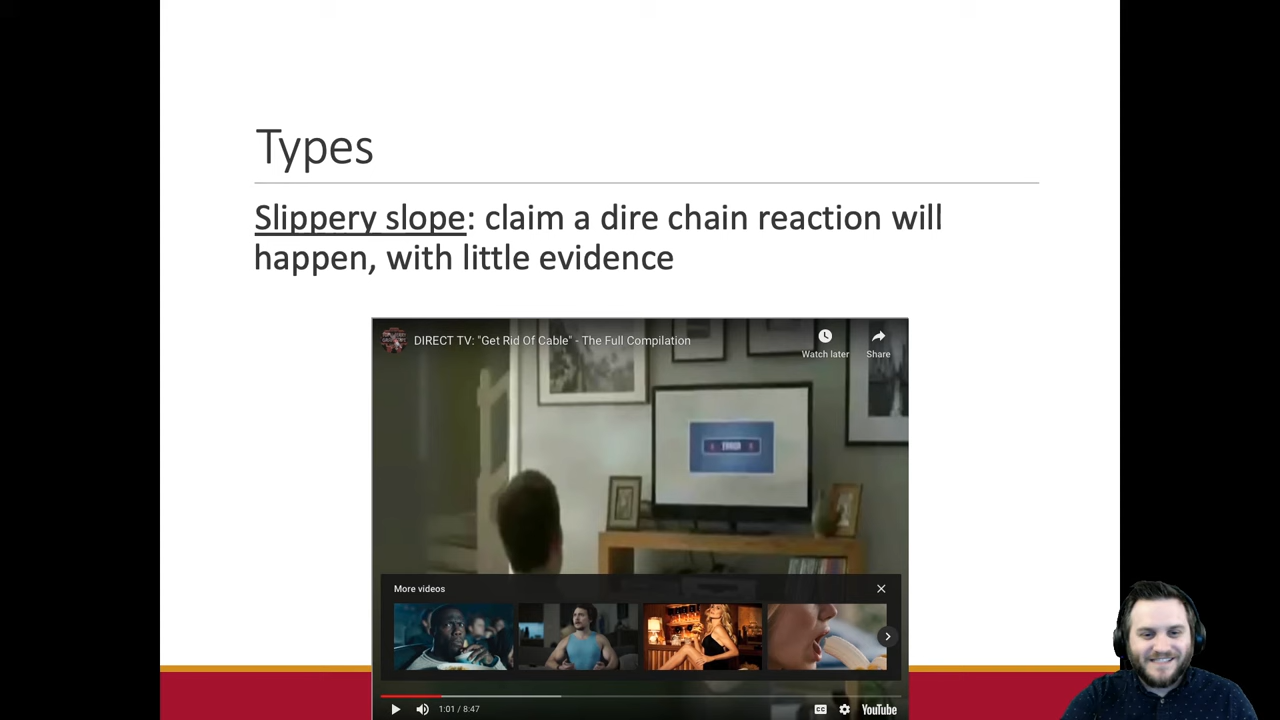 Types
Slippery slope: claim a dire chain reaction will
happen, with little evidence
DIRECT TV: "Get Rid Of Cable" - The Full Compilation
Watch later
Share
More videos
1:01 / 8:47
CC
YouTube